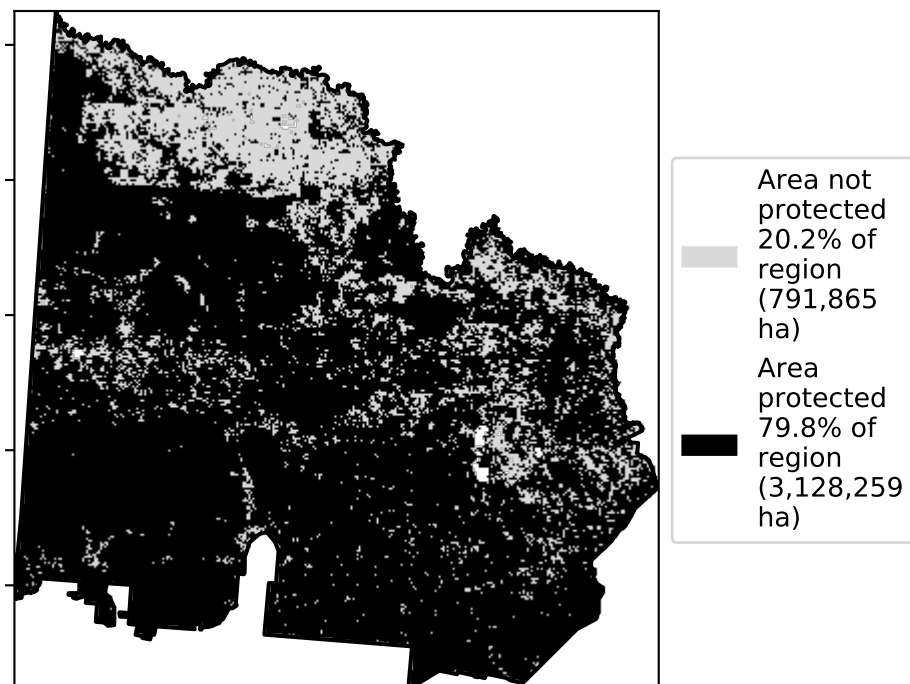 Area not
protected
20.2% of
region
(791,865
ha)
Area
protected
79.8% of
region
(3,128,259
ha)